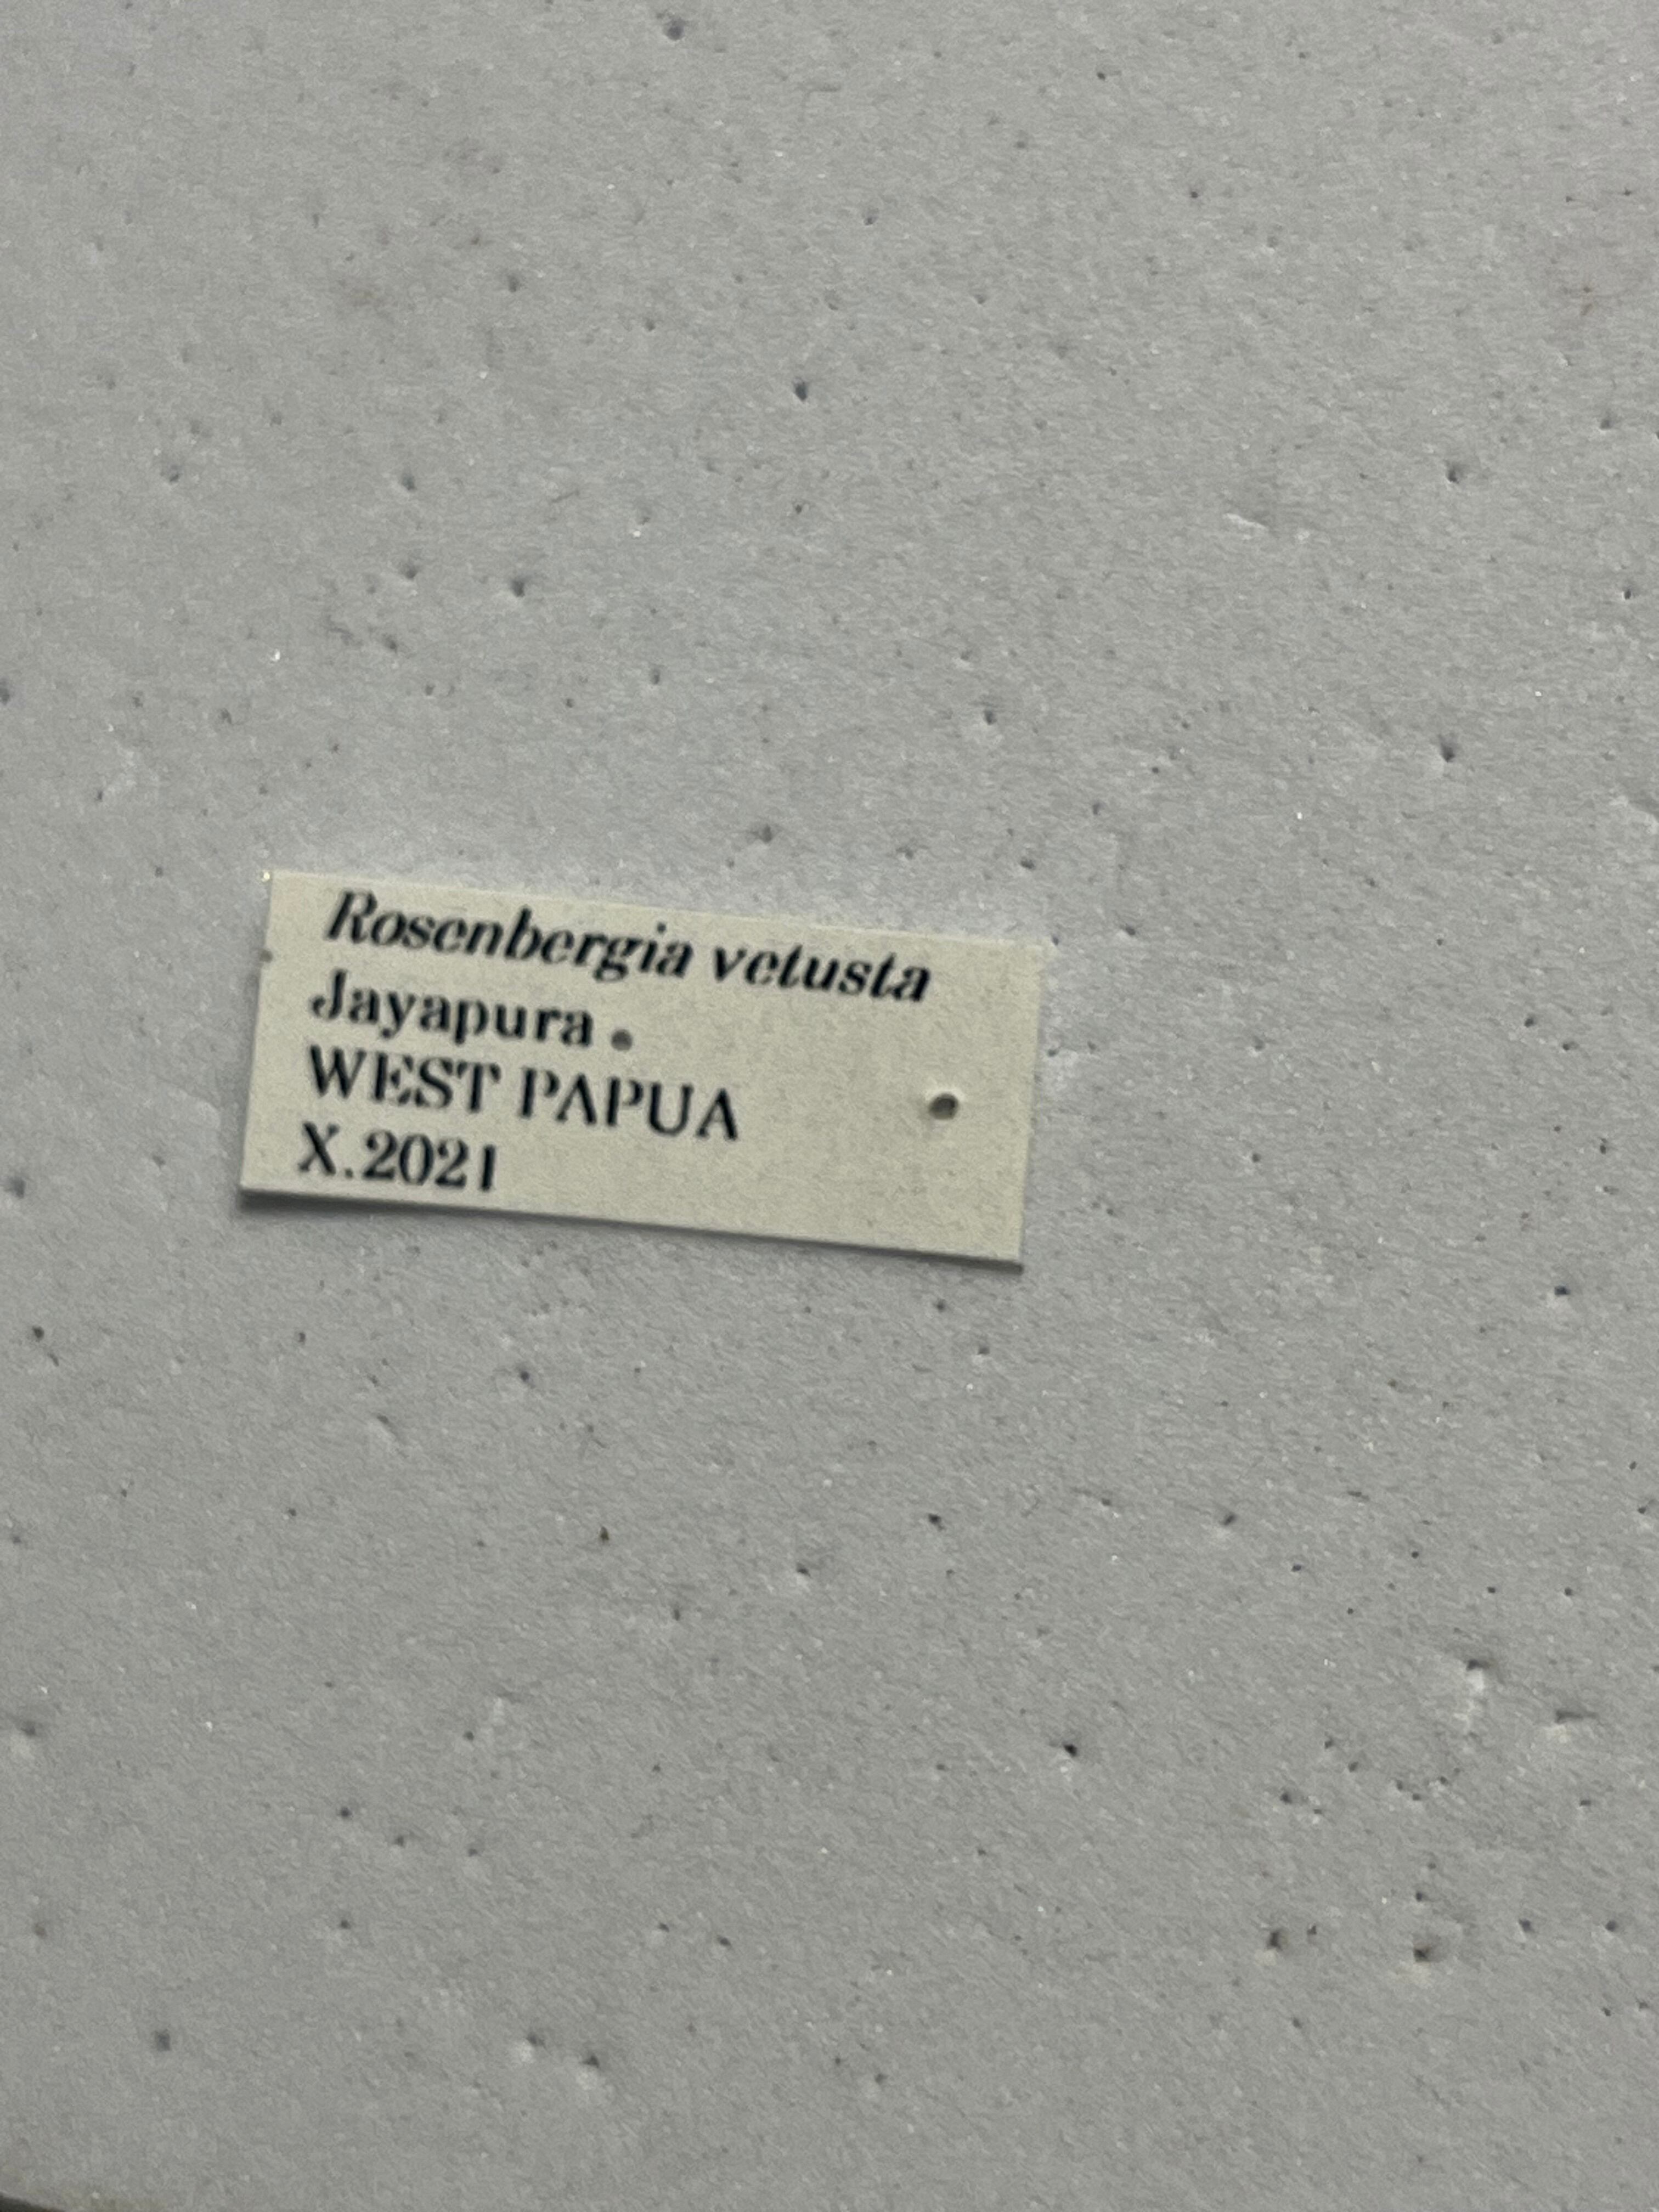 Rosenbergia vetusta
Jayapura
WEST PAPUA
X.2021